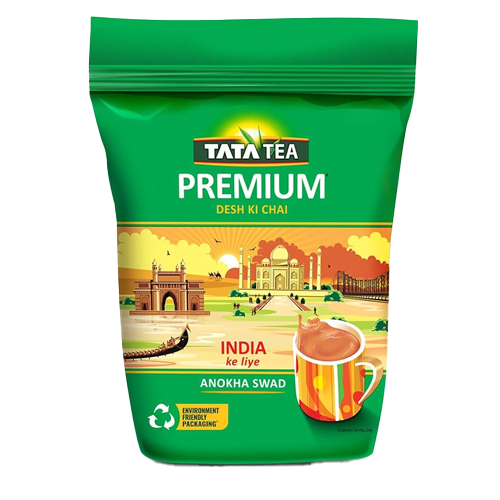 TATA TEA
PREMIUM
DESH KI CHAI
INDIA
ke liye
ANOKHA SWAD
ENVIRONMENT
FRIENDLY
PACKAGING*